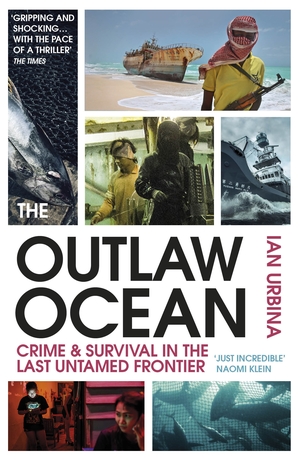 'GRIPPING AND
SHOCKING...
WITH THE PACE
OF A THRILLER'
THE TIMES
THE
OUTLAW
OCEAN
IAN URBINA
CRIME & SURVIVAL IN THE
LAST UNTAMED FRONTIER
'JUST INCREDIBLE'
NAOMI KLEIN